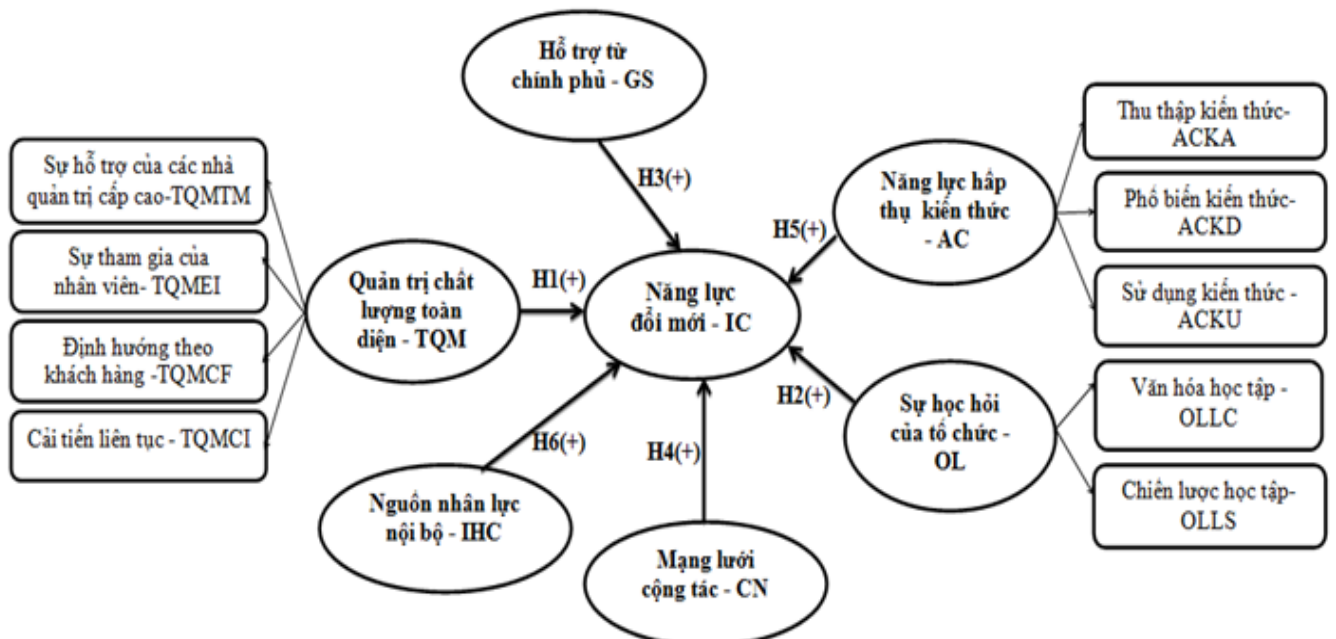 Hỗ trợ từ
chính phủ - GS
Sự hỗ trợ của các nhà
quản trị cấp cao-TQMTM
Sự tham gia của
nhân viên- TQMEI
Định hướng theo
khách hàng -TQMCF
Cải tiến liên tục - TQMCI
Quản trị chất
lượng toàn
diện - TQM
H1(+)
H3(+)
Năng lực
đổi mới - IC
H5(+)
Năng lực hấp
thụ kiến thức
- AC
Thu thập kiến thức-
ACKA
Phổ biến kiến thức-
ACKD
Sử dụng kiến thức -
ACKU
H2(+)
Sự học hỏi
của tổ chức -
OL
Văn hóa học tập -
OLLC
Chiến lược học tập-
OLLS
H6(+)
H4(+)
Nguồn nhân lực
nội bộ - IHC
Mạng lưới
cộng tác - CN